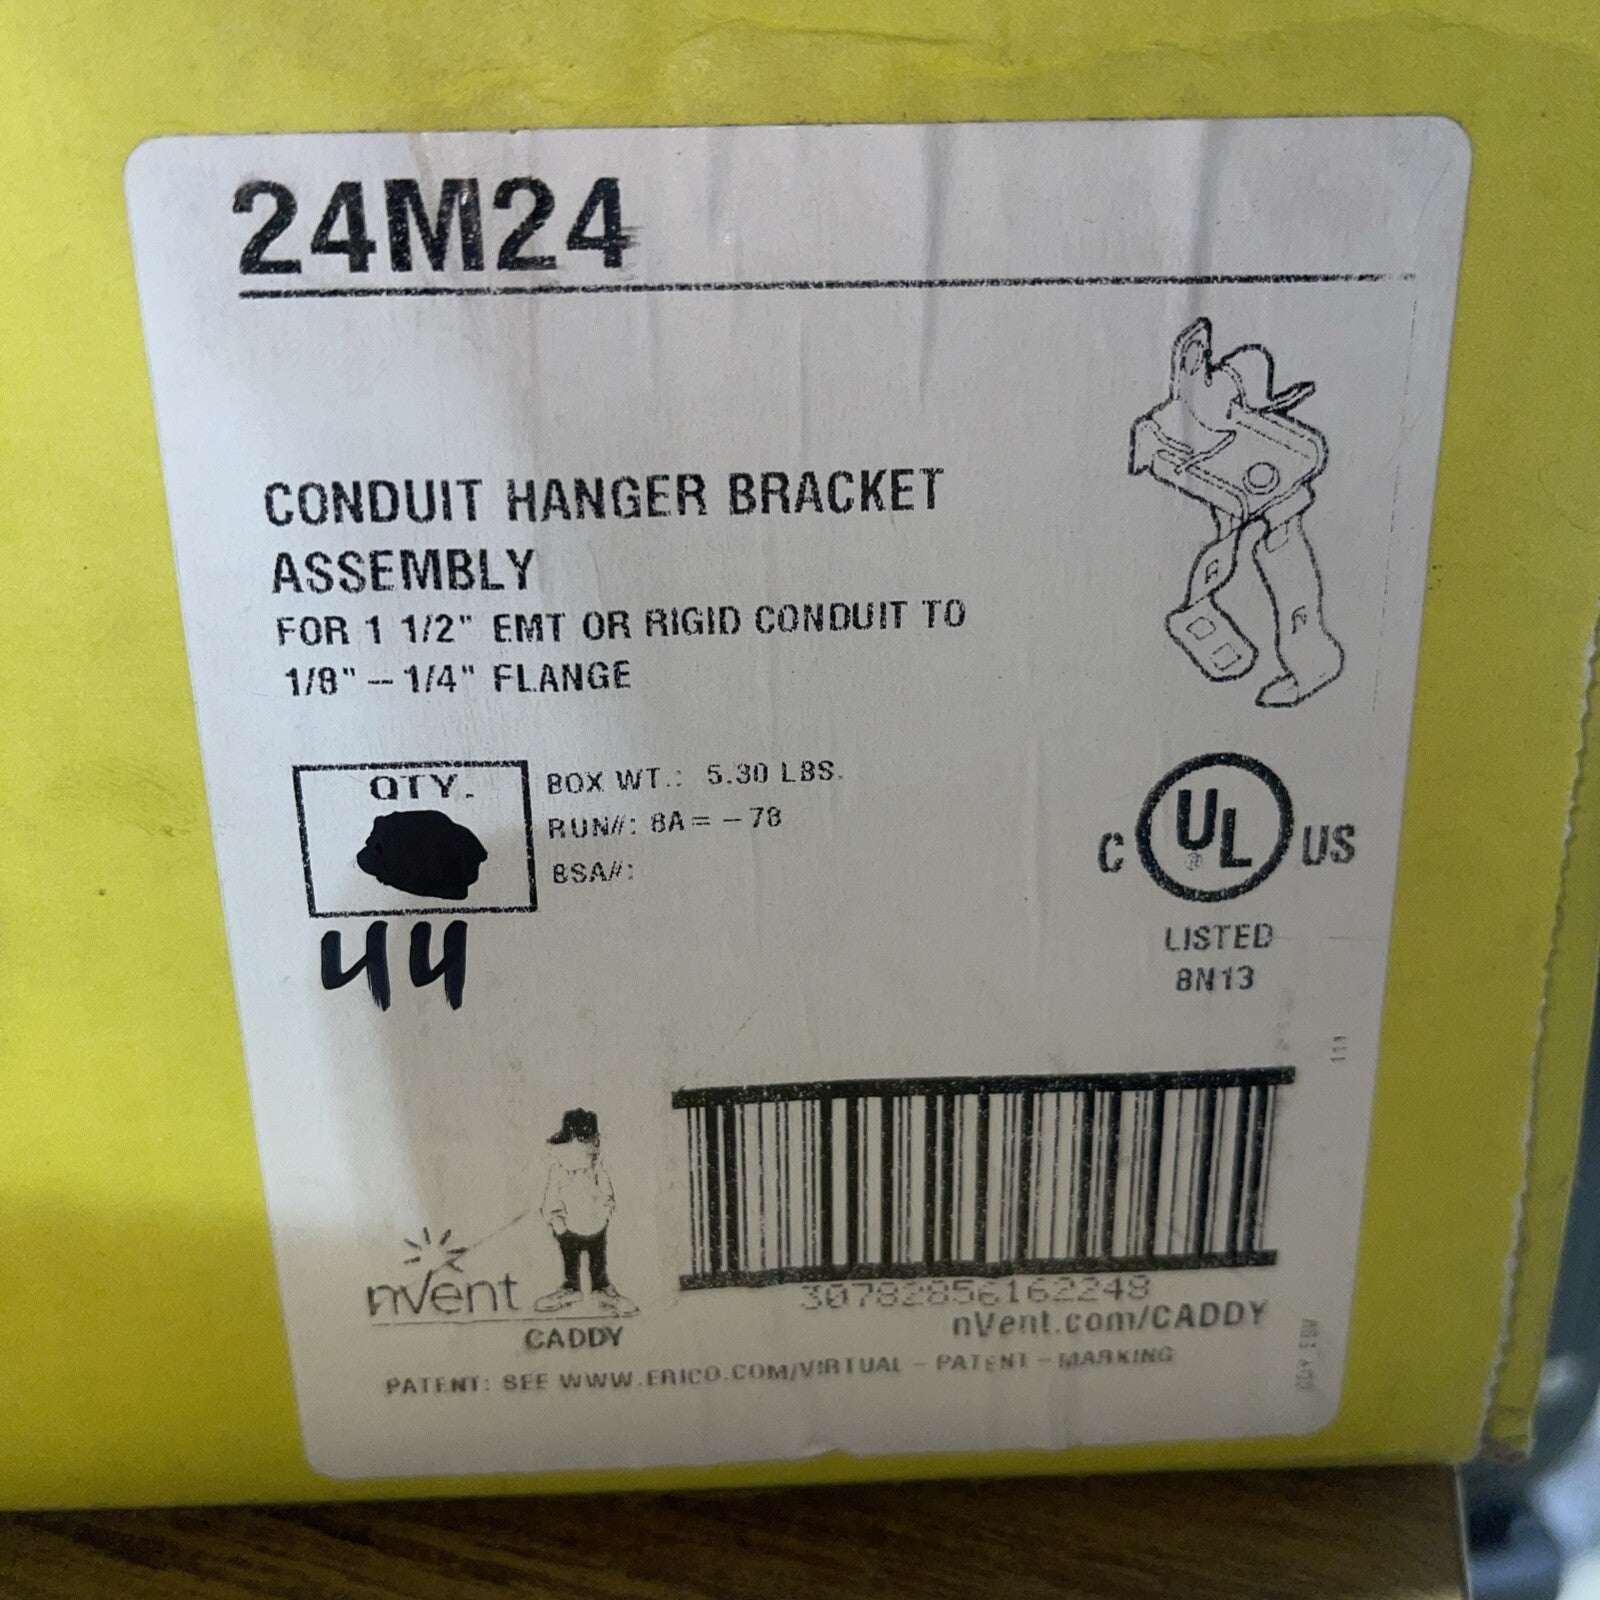 24M24
CONDUIT HANGER BRACKET
ASSEMBLY
FOR 1 1/2" EMT OR RIGID CONDUIT TO
1/8" – 1/4" FLANGE
QTY.
44
BOX WT.: 5.30 LBS.
RUN#: 8A = – 78
BSA#:
C UL ® US
LISTED
8N13
111
nVent
CADDY
30782856162248
nVent.com/CADDY
PATENT: SEE WWW.ERICO.COM/VIRTUAL – PATENT – MARKING